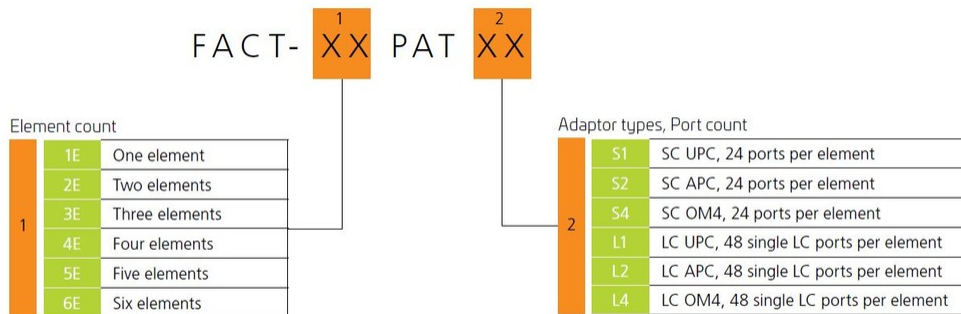 1 2
FACT- XX PAT XX
Element count
1
1E One element
2E Two elements
3E Three elements
4E Four elements
5E Five elements
6E Six elements
Adaptor types, Port count
2
S1 SC UPC, 24 ports per element
S2 SC APC, 24 ports per element
S4 SC OM4, 24 ports per element
L1 LC UPC, 48 single LC ports per element
L2 LC APC, 48 single LC ports per element
L4 LC OM4, 48 single LC ports per element